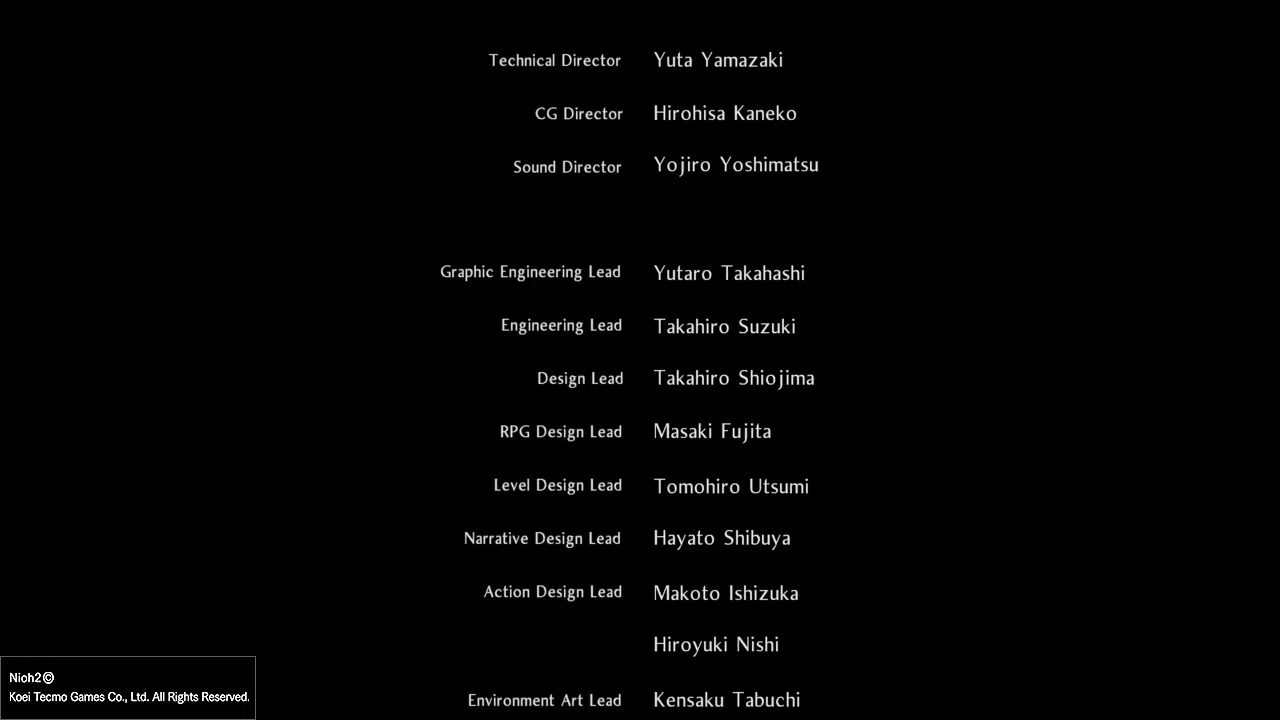 Technical Director Yuta Yamazaki
CG Director Hirohisa Kaneko
Sound Director Yojiro Yoshimatsu
Graphic Engineering Lead Yutaro Takahashi
Engineering Lead Takahiro Suzuki
Design Lead Takahiro Shiojima
RPG Design Lead Masaki Fujita
Level Design Lead Tomohiro Utsumi
Narrative Design Lead Hayato Shibuya
Action Design Lead Makoto Ishizuka
Hiroyuki Nishi
Environment Art Lead Kensaku Tabuchi
Nioh2©
Koei Tecmo Games Co., Ltd. All Rights Reserved.